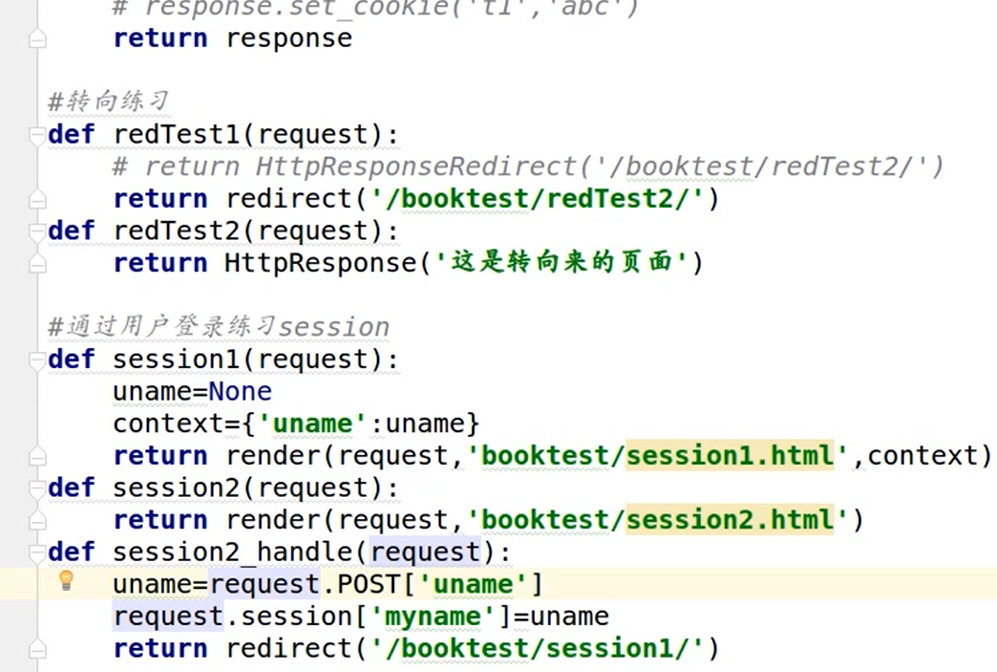 # response.set_cookie('t1','abc')
return response
#转向练习
def redTest1(request):
# return HttpResponseRedirect('/booktest/redTest2/')
return redirect('/booktest/redTest2/')
def redTest2(request):
return HttpResponse('这是转向来的页面')
#通过用户登录练习session
def session1(request):
uname=None
context={'uname':uname}
return render(request,'booktest/session1.html',context)
def session2(request):
return render(request,'booktest/session2.html')
def session2_handle(request):
uname=request.POST['uname']
request.session['myname']=uname
return redirect('/booktest/session1/')